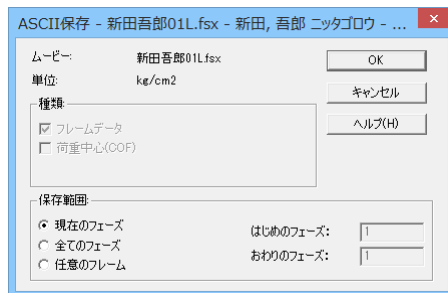 ASCII保存 - 新田吾郎01L.fsx - 新田, 吾郎 ニッタゴロウ - ...
ムービー: 新田吾郎01L.fsx
単位: kg/cm2
OK
キャンセル
ヘルプ(H)
種類:
フレームデータ
荷重中心(COF)
保存範囲:
現在のフェーズ
全てのフェーズ
任意のフレーム
はじめのフェーズ: 1
おわりのフェーズ: 1